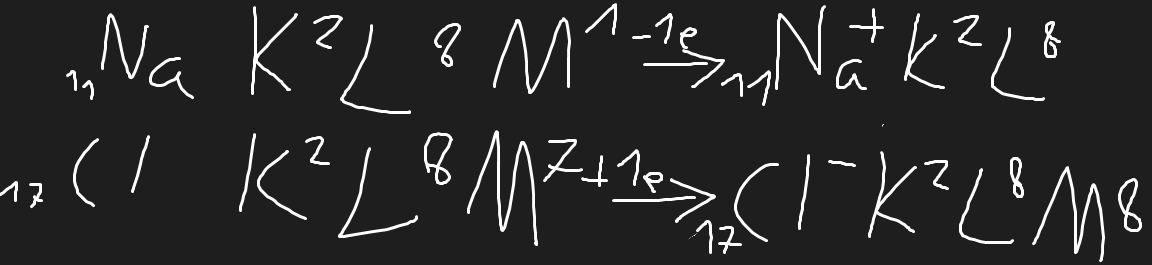 ₁₁Na K²L⁸M¹ -1e→ ₁₁Na⁺ K²L⁸
₁₇Cl K²L⁸M⁷ +1e→ ₁₇Cl⁻ K²L⁸M⁸